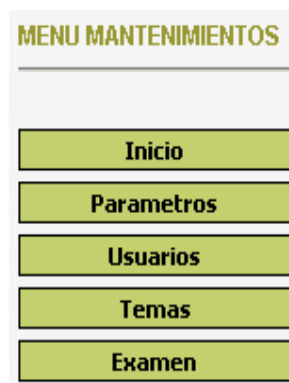 MENU MANTENIMIENTOS
Inicio
Parametros
Usuarios
Temas
Examen